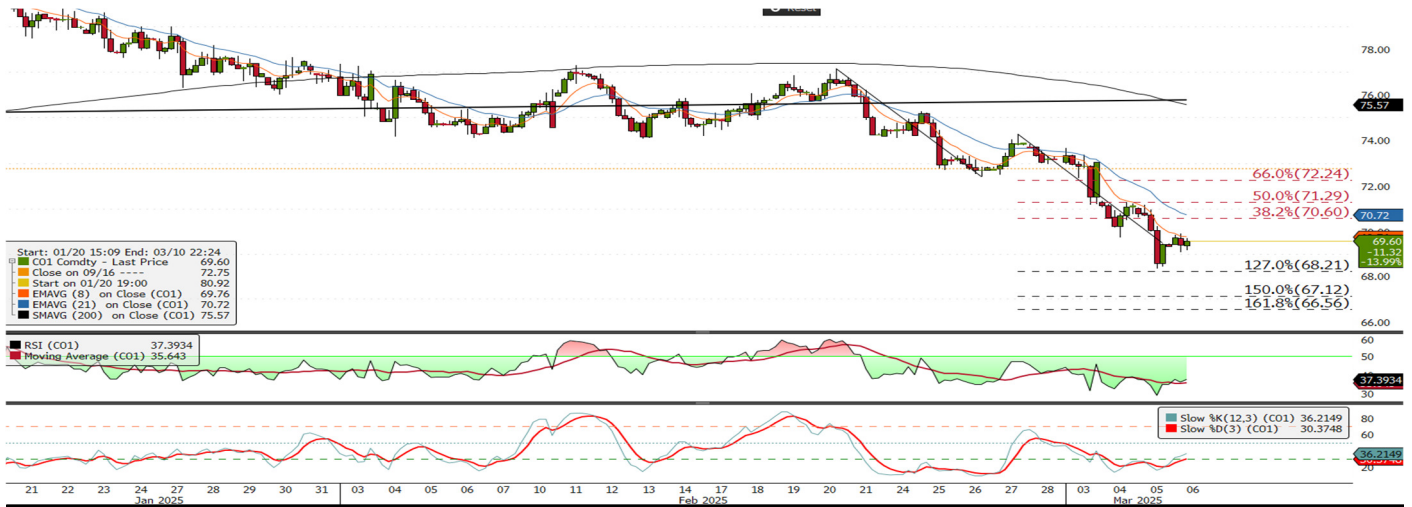 Reset
78.00
76.00
75.57
74.00
66.0%(72.24)
72.00
50.0%(71.29)
70.72
38.2%(70.60)
69.60
-11.32
-13.99%
127.0%(68.21)
68.00
150.0%(67.12)
161.8%(66.56)
66.00
Start: 01/20 15:09 End: 03/10 22:24
CO1 Comdty - Last Price 69.60
Close on 09/16 ---- 72.75
Start on 01/20 19:00 80.92
EMAVG (8) on Close (CO1) 69.76
EMAVG (21) on Close (CO1) 70.72
SMAVG (200) on Close (CO1) 75.57
RSI (CO1) 37.3934
Moving Average (CO1) 35.643
60
50
37.3934
30
Slow %K(12,3) (CO1) 36.2149
Slow %D(3) (CO1) 30.3748
80
60
36.2149
20
21 22 23 24 27 28 29 30 31 03 04 05 06 07 10 11 12 13 14 17 18 19 20 21 24 25 26 27 28 03 04 05 06
Jan 2025 Feb 2025 Mar 2025